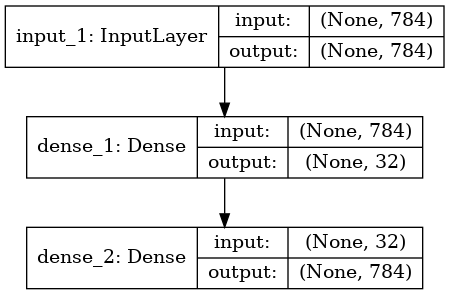 input_1: InputLayer
input: (None, 784)
output: (None, 784)
dense_1: Dense
input: (None, 784)
output: (None, 32)
dense_2: Dense
input: (None, 32)
output: (None, 784)